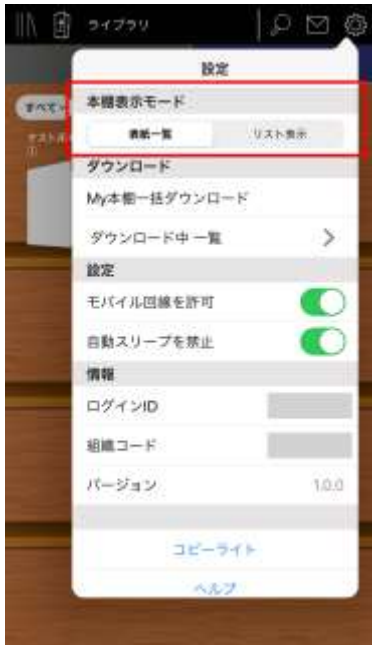 ライブラリ
設定
すべて
本棚表示モード
表紙一覧 リスト表示
ダウンロード
My本棚一括ダウンロード
ダウンロード中 一覧
設定
モバイル回線を許可
自動スリープを禁止
情報
ログインID
組織コード
バージョン 1.0.0
コピーライト
ヘルプ